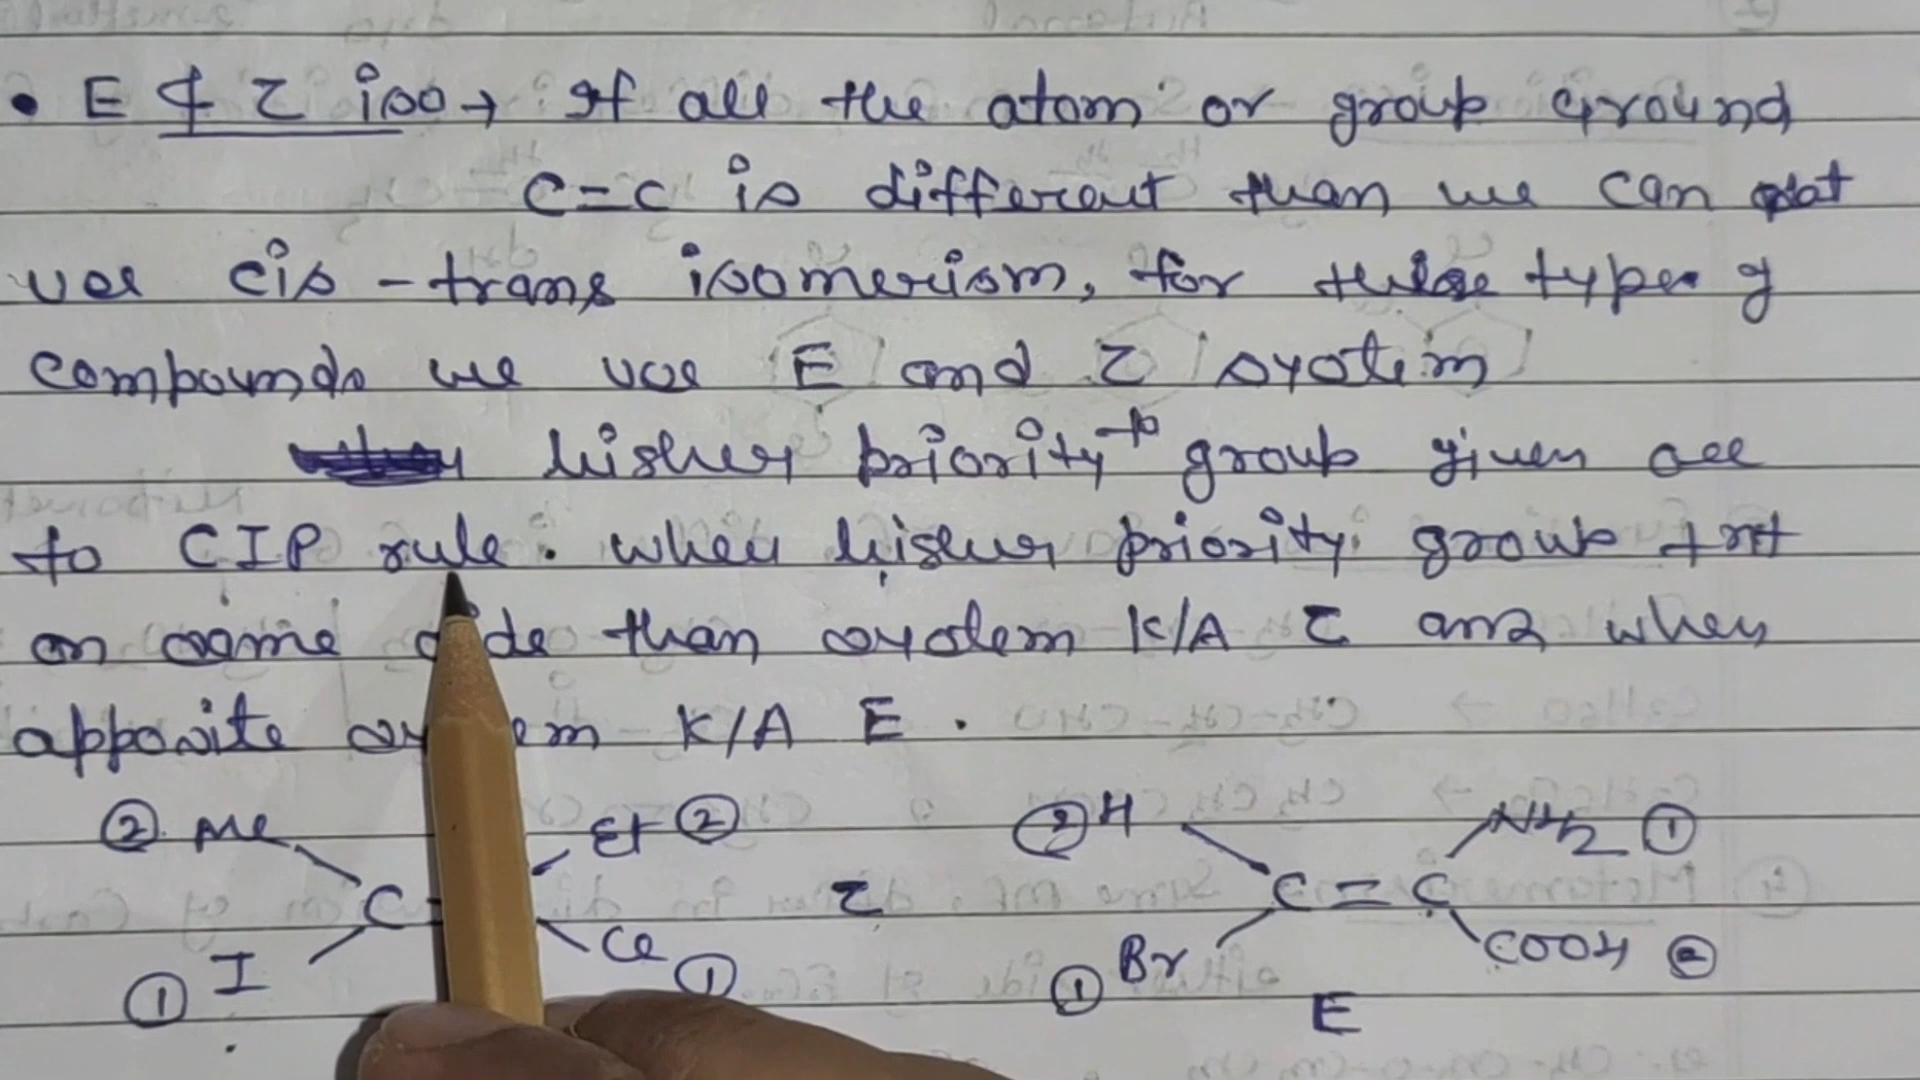 • E & Z iso → If all the atom or group around
C=C is different than we can not
use cis-trans isomerism, for these type of
compounds we use E and Z system
higher priority to group given acc
to CIP rule. When higher priority group
on same side than system K/A Z and when
opposite system K/A E.
② Me Et ② ② H NH2 ①
C Z C = C
① I Cl ① ① Br COOH ②
E